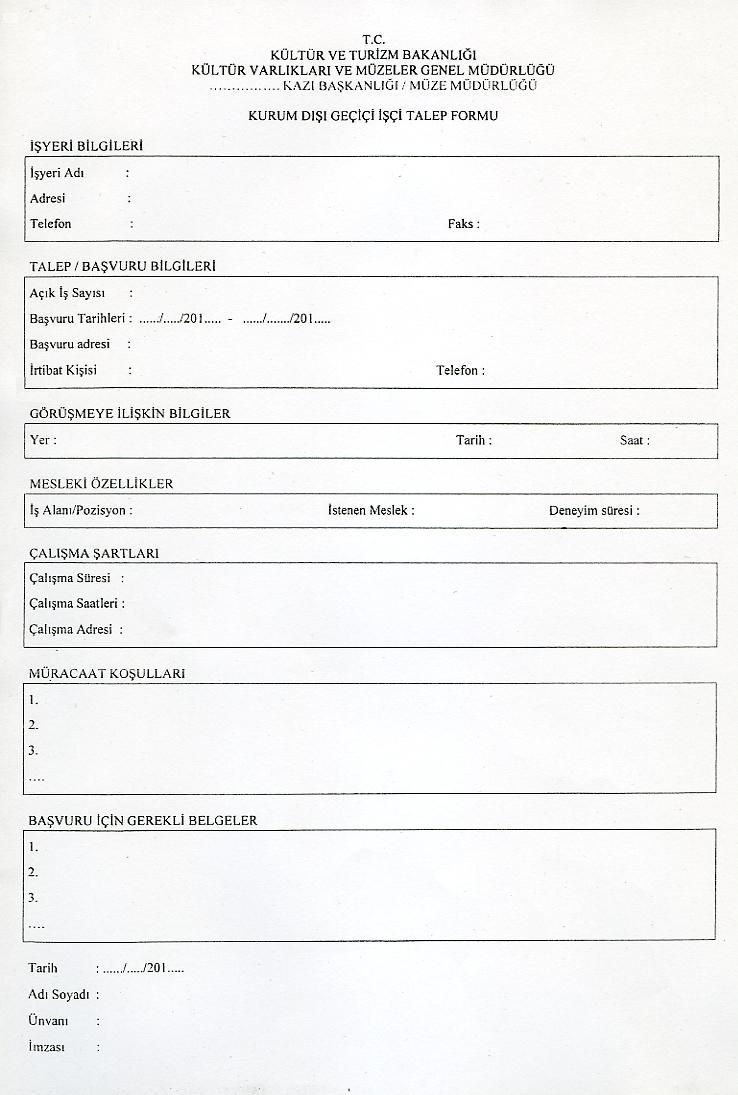 T.C.
KÜLTÜR VE TURİZM BAKANLIĞI
KÜLTÜR VARLIKLARI VE MÜZELER GENEL MÜDÜRLÜĞÜ
................ KAZI BAŞKANLIĞI / MÜZE MÜDÜRLÜĞÜ
KURUM DIŞI GEÇİÇİ İŞÇİ TALEP FORMU
İŞYERİ BİLGİLERİ
İşyeri Adı :
Adresi :
Telefon : Faks :
TALEP / BAŞVURU BİLGİLERİ
Açık İş Sayısı :
Başvuru Tarihleri : ....../...../201..... - ....../......./201.....
Başvuru adresi :
İrtibat Kişisi : Telefon :
GÖRÜŞMEYE İLİŞKİN BİLGİLER
Yer : Tarih : Saat :
MESLEKİ ÖZELLİKLER
İş Alanı/Pozisyon : İstenen Meslek : Deneyim süresi :
ÇALIŞMA ŞARTLARI
Çalışma Süresi :
Çalışma Saatleri :
Çalışma Adresi :
MÜRACAAT KOŞULLARI
1.
2.
3.
....
BAŞVURU İÇİN GEREKLİ BELGELER
1.
2.
3.
....
Tarih : ....../...../201.....
Adı Soyadı :
Ünvanı :
İmzası :